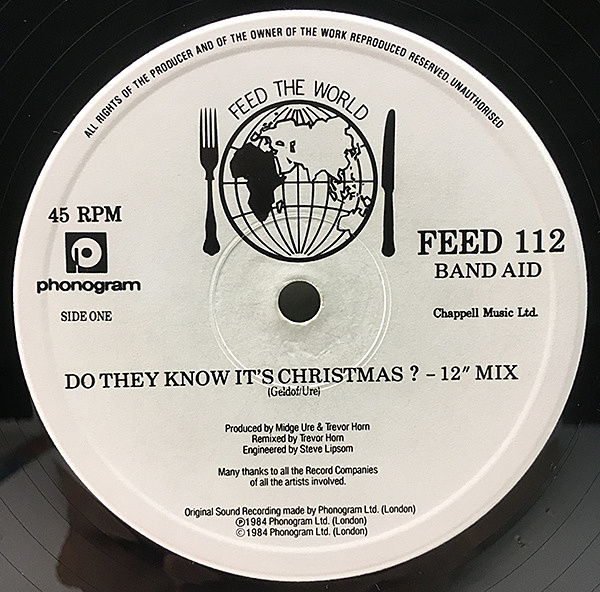 ALL RIGHTS OF THE PRODUCER AND OF THE OWNER OF THE WORK REPRODUCED RESERVED. UNAUTHORISED
FEED THE WORLD
45 RPM
phonogram
SIDE ONE
FEED 112
BAND AID
Chappell Music Ltd.
DO THEY KNOW IT'S CHRISTMAS ? – 12″ MIX
(Geldof/Ure)
Produced by Midge Ure & Trevor Horn
Remixed by Trevor Horn
Engineered by Steve Lipsom
Many thanks to all the Record Companies
of all the artists involved.
Original Sound Recording made by Phonogram Ltd. (London)
℗1984 Phonogram Ltd. (London)
©1984 Phonogram Ltd. (London)